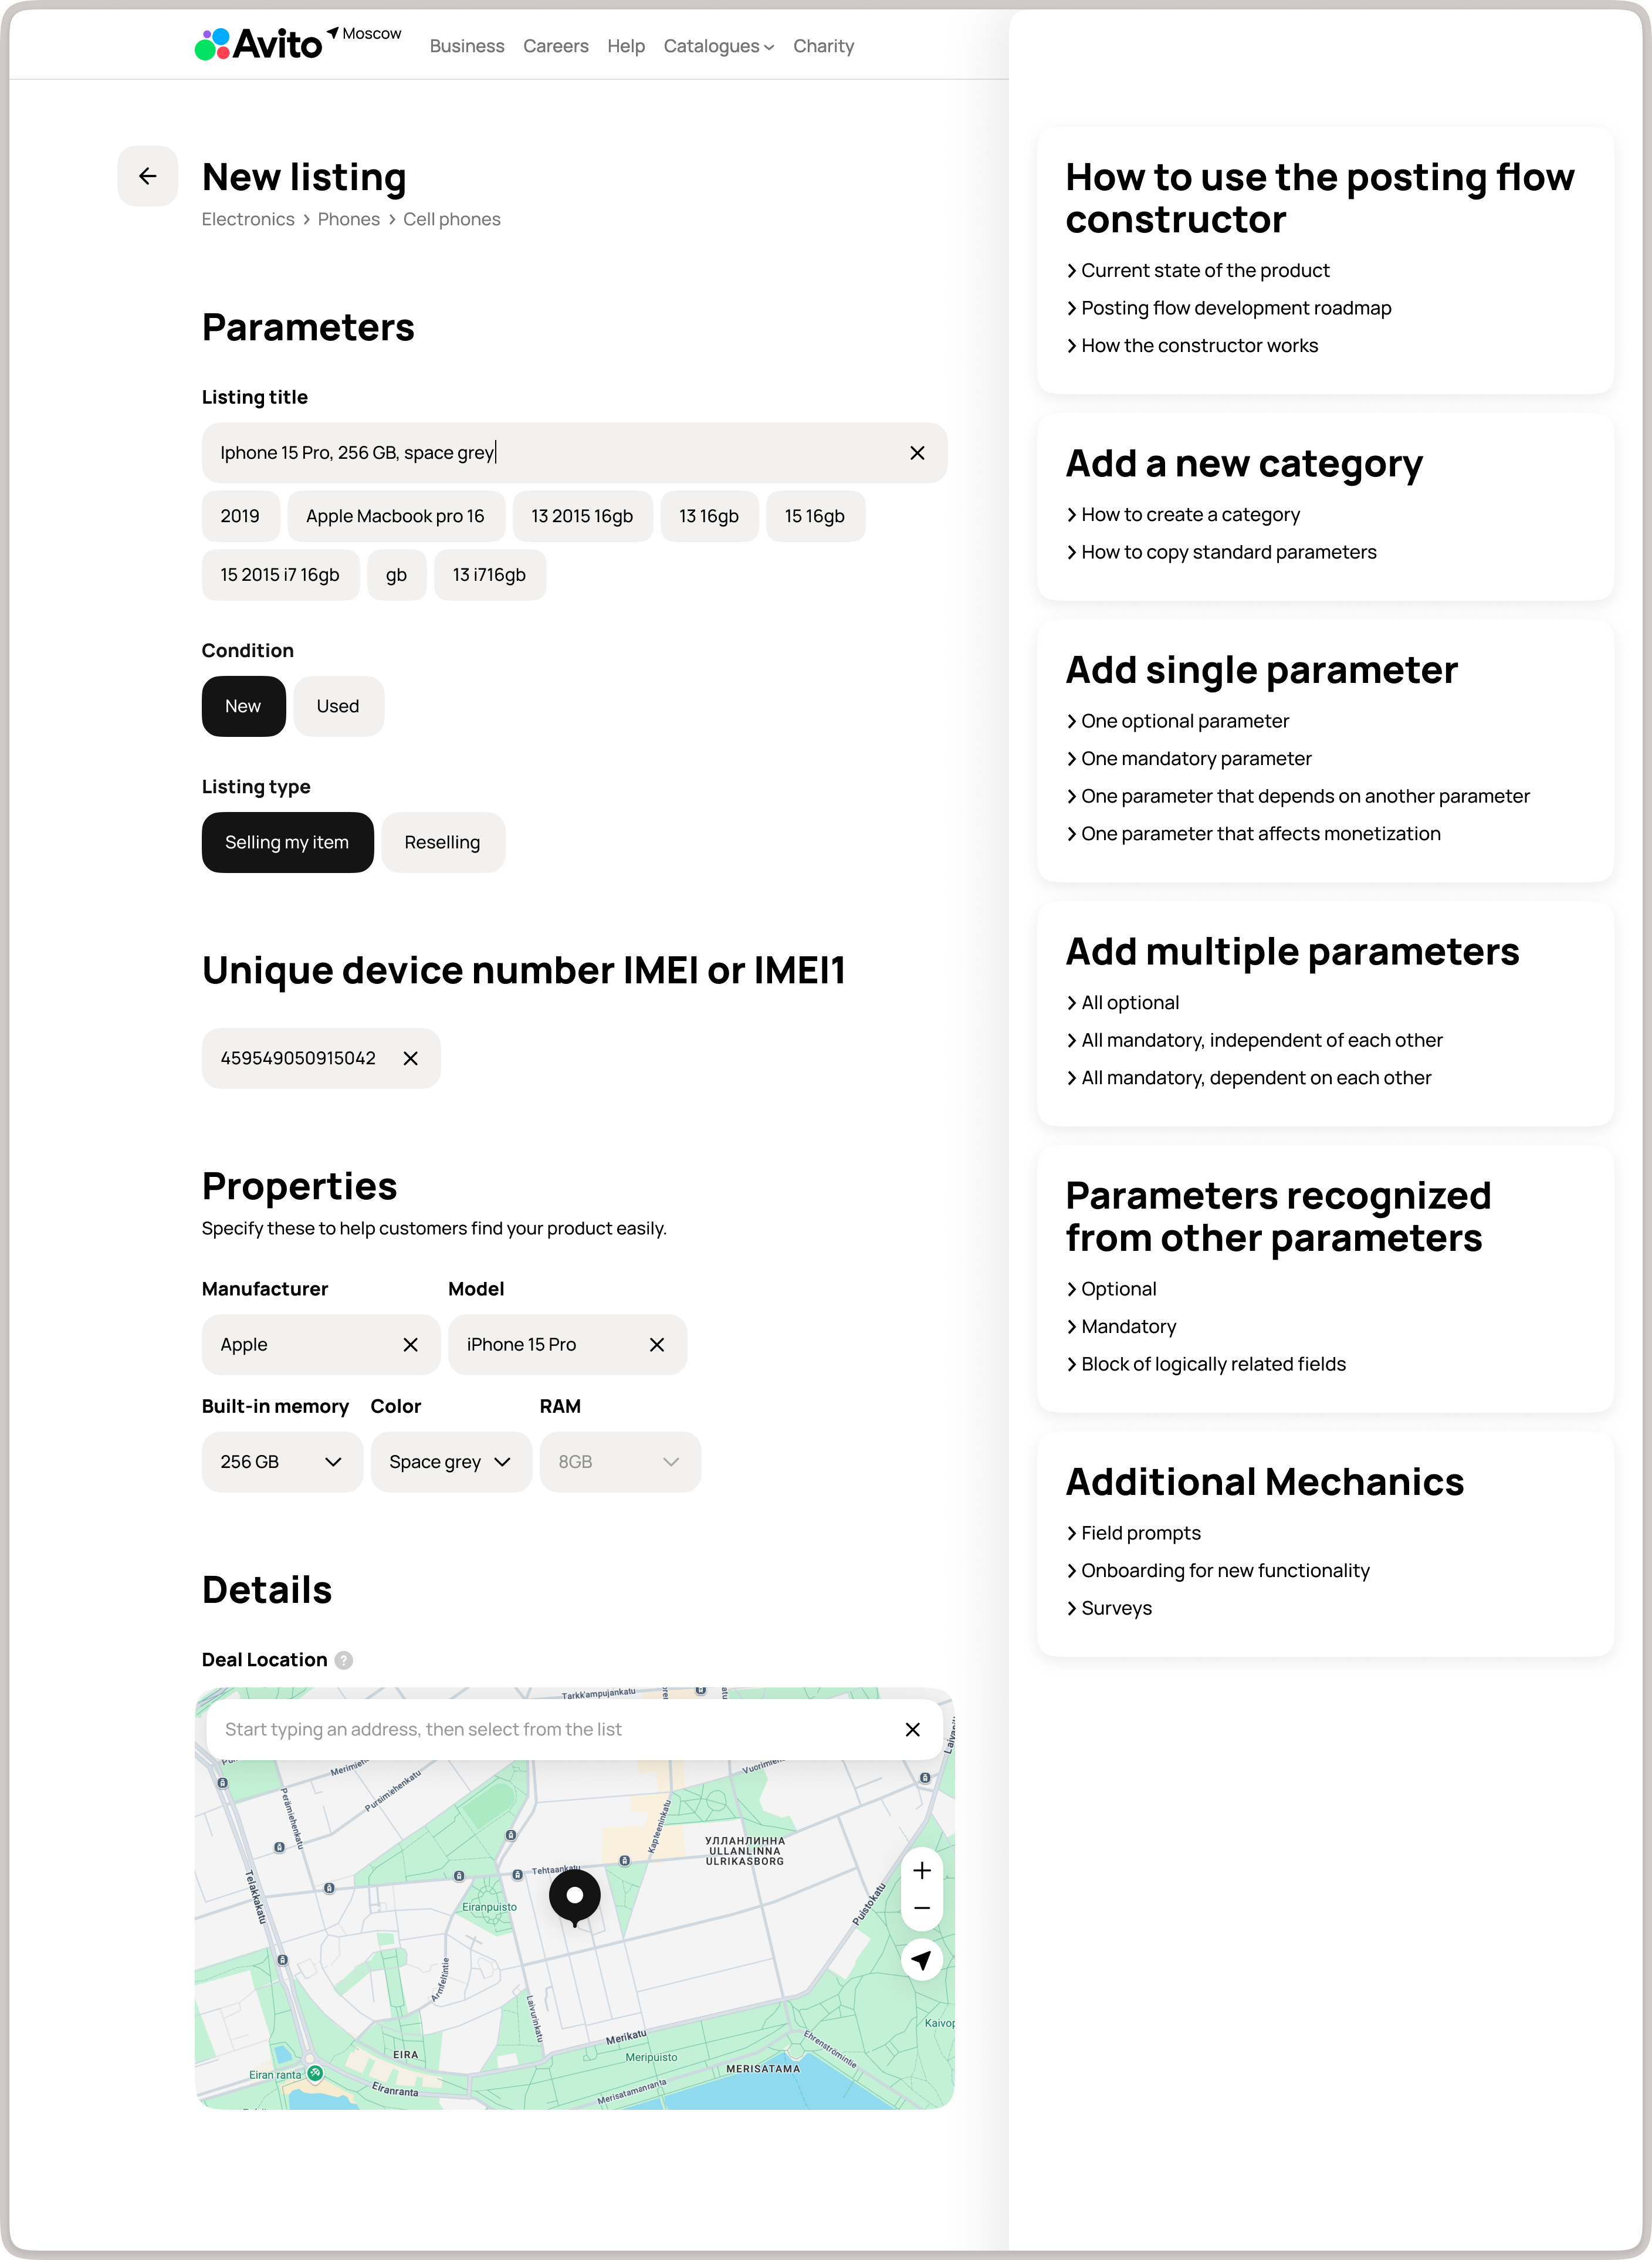 Avito Moscow Business Careers Help Catalogues Charity
New listing
Electronics > Phones > Cell phones
Parameters
Listing title
Iphone 15 Pro, 256 GB, space grey
2019 Apple Macbook pro 16 13 2015 16gb 13 16gb 15 16gb
15 2015 i7 16gb gb 13 i716gb
Condition
New Used
Listing type
Selling my item Reselling
Unique device number IMEI or IMEI1
459549050915042
Properties
Specify these to help customers find your product easily.
Manufacturer Model
Apple iPhone 15 Pro
Built-in memory Color RAM
256 GB Space grey 8GB
Details
Deal Location ?
Tarkk'ampujankatu
Start typing an address, then select from the list
Merimie
Pursimiehenkatu
Perämiehenkatu
Vuorimie
Kapteeninkatu
УЛЛАНЛИННА
ULLANLINNA
ULRIKASBORG
Tehtaankatu
Telakkakatu
Eiranpuisto
Puistokatu
Armfeltintie
Laivurinkatu
Merikatu
Kaivop
Ehrenströmintie
EIRA
Meripuisto
MERISATAMA
Eiran ranta
Eiranranta
Merisatamanranta
How to use the posting flow
constructor
Current state of the product
Posting flow development roadmap
How the constructor works
Add a new category
How to create a category
How to copy standard parameters
Add single parameter
One optional parameter
One mandatory parameter
One parameter that depends on another parameter
One parameter that affects monetization
Add multiple parameters
All optional
All mandatory, independent of each other
All mandatory, dependent on each other
Parameters recognized
from other parameters
Optional
Mandatory
Block of logically related fields
Additional Mechanics
Field prompts
Onboarding for new functionality
Surveys